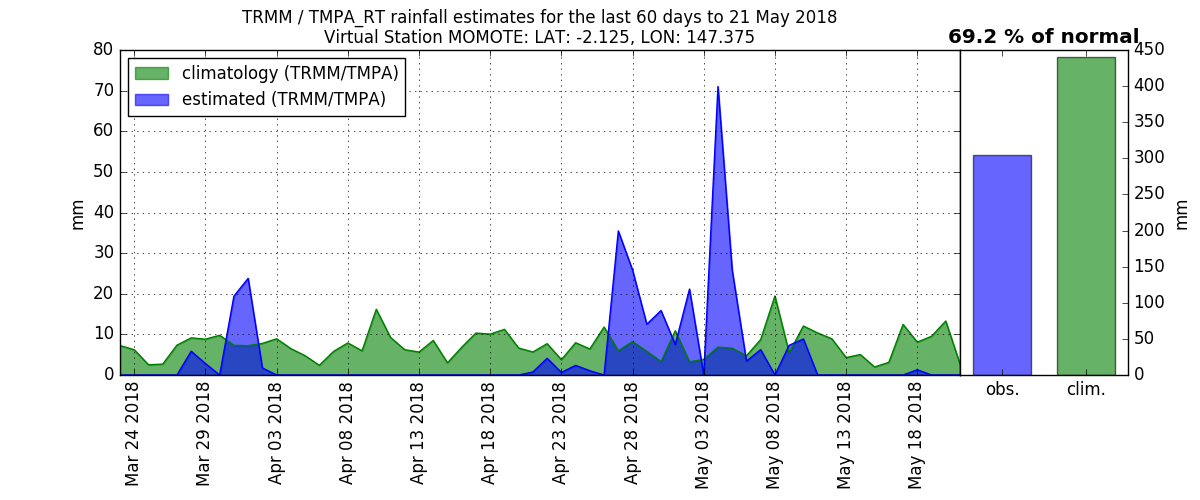 TRMM / TMPA_RT rainfall estimates for the last 60 days to 21 May 2018
Virtual Station MOMOTE: LAT: -2.125, LON: 147.375
69.2 % of normal
climatology (TRMM/TMPA)
estimated (TRMM/TMPA)
80
70
60
50
40
30
20
10
0
mm
Mar 24 2018
Mar 29 2018
Apr 03 2018
Apr 08 2018
Apr 13 2018
Apr 18 2018
Apr 23 2018
Apr 28 2018
May 03 2018
May 08 2018
May 13 2018
May 18 2018
450
400
350
300
250
200
150
100
50
0
mm
obs.
clim.